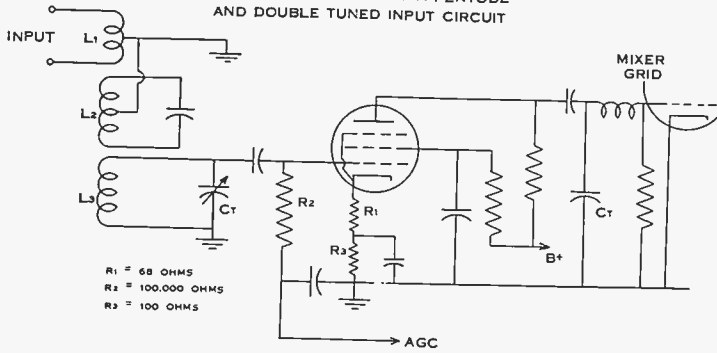 AND DOUBLE TUNED INPUT CIRCUIT
INPUT
L1
L2
L3
CT
R2
R1
R3
MIXER
GRID
CT
B+
AGC
R1 = 68 OHMS
R2 = 100,000 OHMS
R3 = 100 OHMS